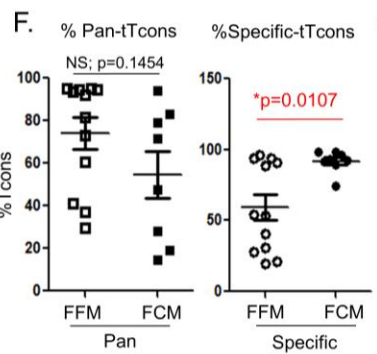 F.
% Pan-tTcons
%Specific-tTcons
NS; p=0.1454
*p=0.0107
%Tcons
100
80
60
40
20
0
150
100
50
0
FFM FCM
Pan
FFM FCM
Specific